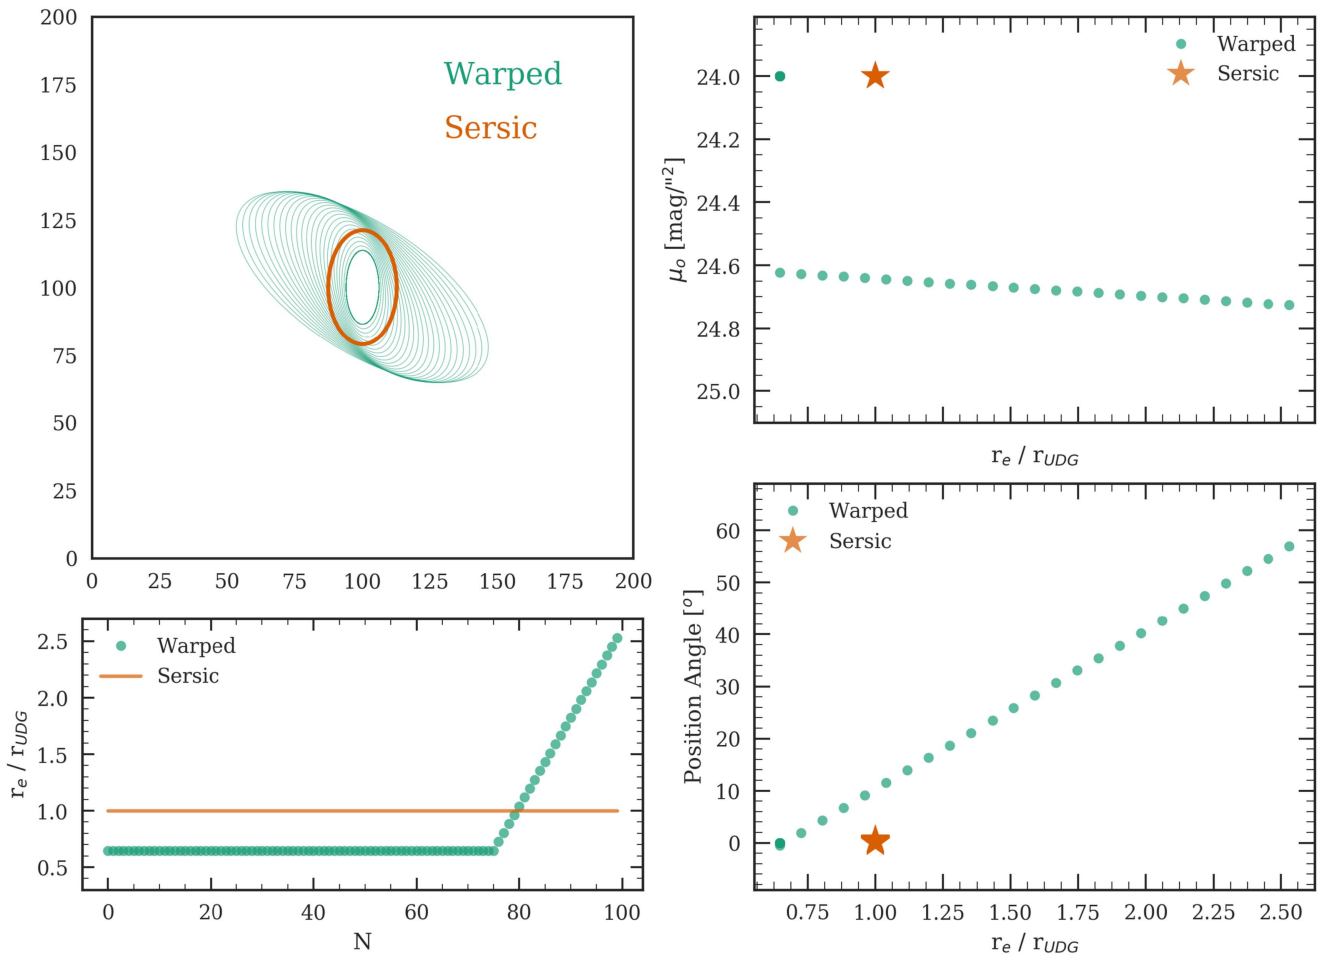 200
175
150
125
100
75
50
25
0
Warped
Sersic
0 25 50 75 100 125 150 175 200
24.0
24.2
24.4
24.6
24.8
25.0
μo [mag/"2]
Warped
Sersic
re / rUDG
2.5
2.0
1.5
1.0
0.5
re / rUDG
Warped
Sersic
0 20 40 60 80 100
N
60
50
40
30
20
10
0
Position Angle [o]
Warped
Sersic
0.75 1.00 1.25 1.50 1.75 2.00 2.25 2.50
re / rUDG